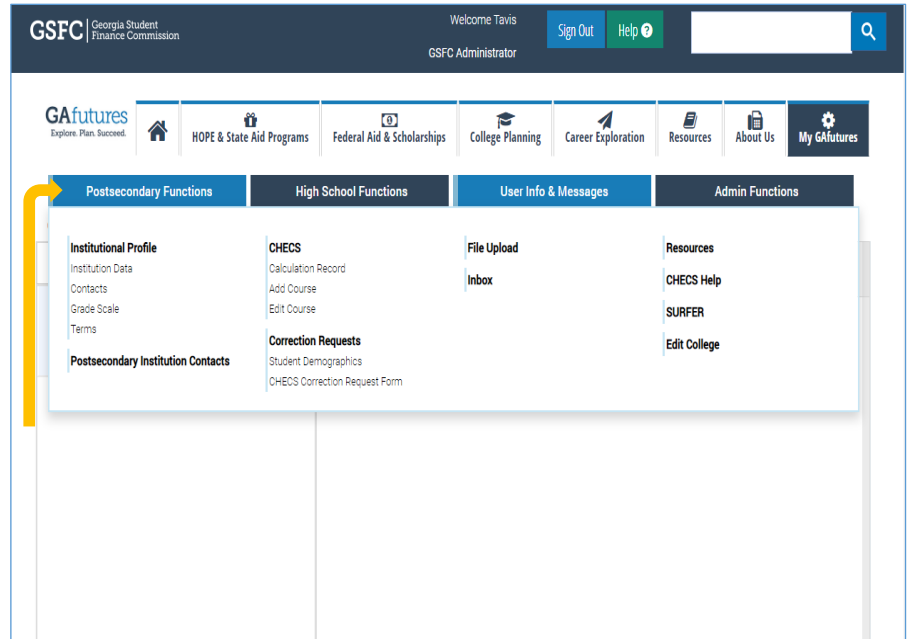 GSFC Georgia Student
Finance Commission
Welcome Tavis
GSFC Administrator
Sign Out
Help ?
GAfutures
Explore. Plan. Succeed.
HOPE & State Aid Programs
Federal Aid & Scholarships
College Planning
Career Exploration
Resources
About Us
My GAfutures
Postsecondary Functions
High School Functions
User Info & Messages
Admin Functions
Institutional Profile
Institution Data
Contacts
Grade Scale
Terms
Postsecondary Institution Contacts
CHECS
Calculation Record
Add Course
Edit Course
Correction Requests
Student Demographics
CHECS Correction Request Form
File Upload
Inbox
Resources
CHECS Help
SURFER
Edit College